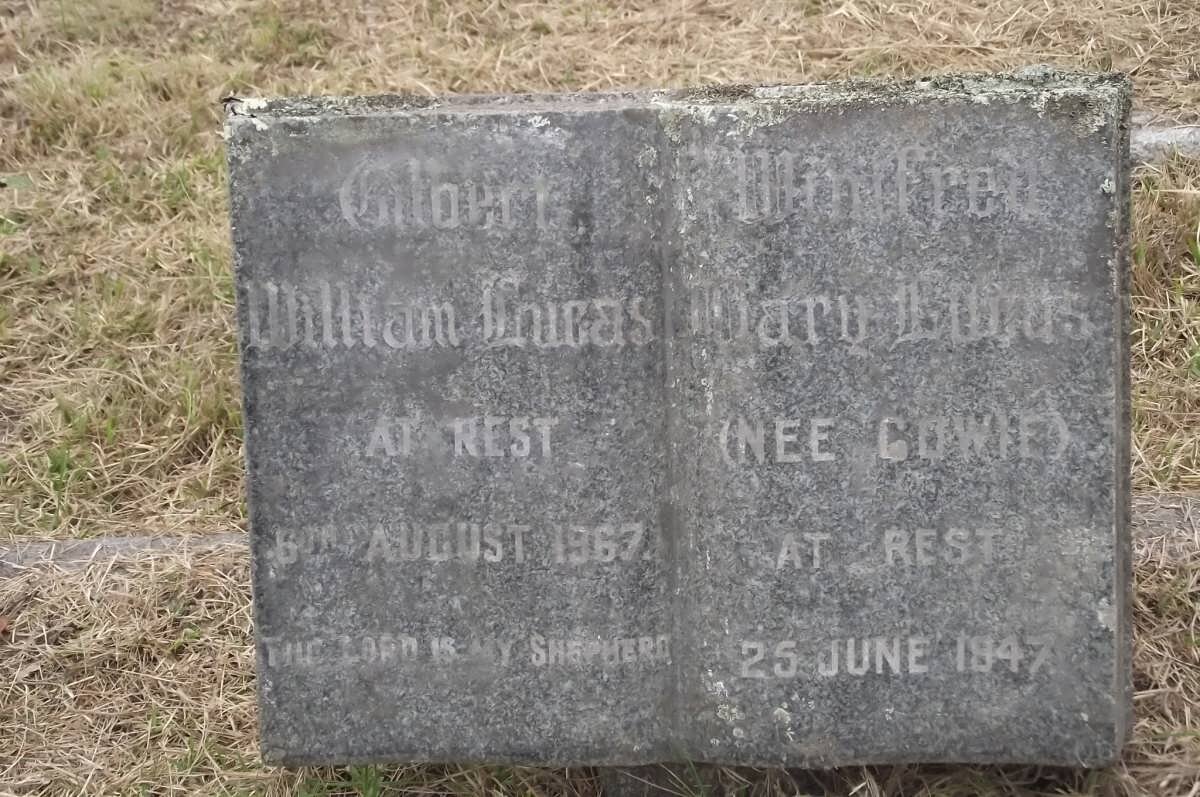 Gilbert
William Lucas
AT REST
6TH AUGUST 1967.
THE LORD IS MY SHEPHERD
Winifred
Mary Lucas
(NEE COWIE)
AT REST
25 JUNE 1947